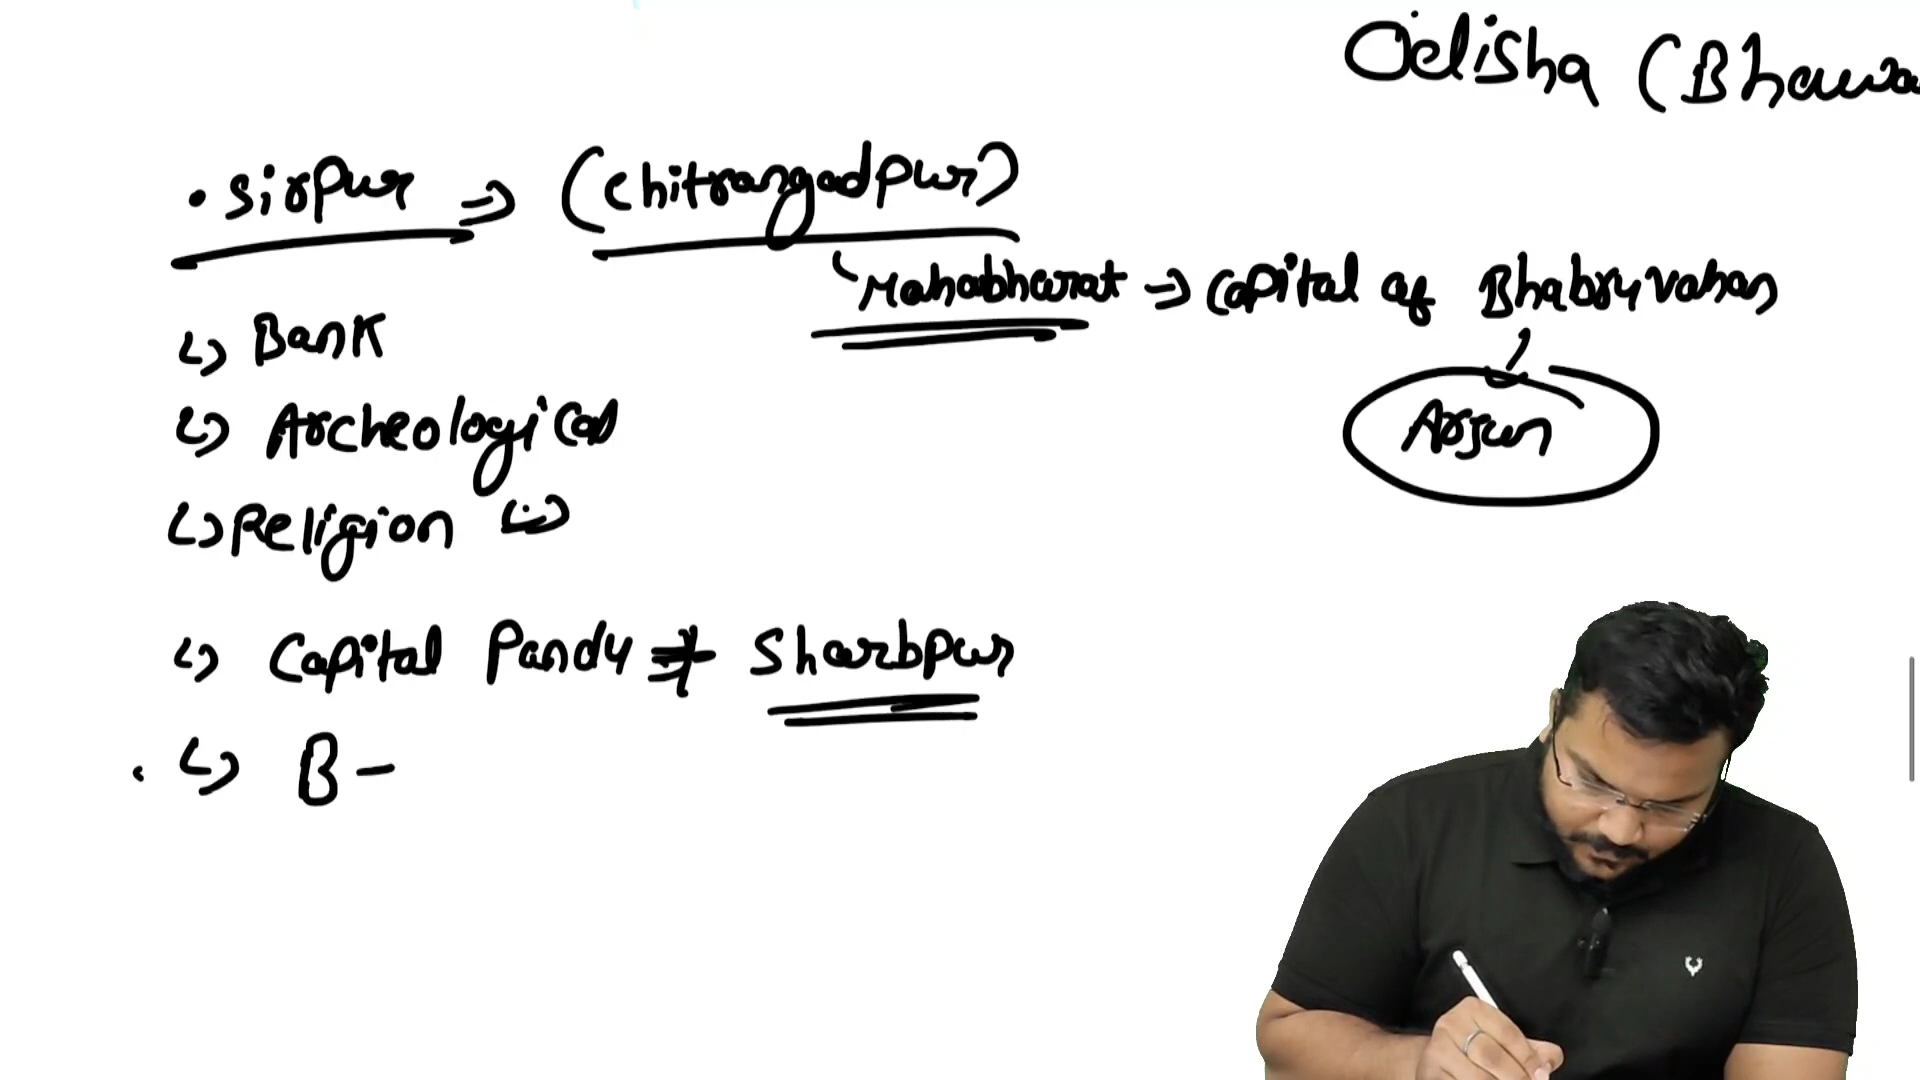 Odisha (Bhawa
• Sirpur ⇒ (Chitrangadpur)
Mahabharat ⇒ Capital of Bhabruvahan
↳ Bank
Arjun
↳ Archeological
↳ Religion
↳ Capital Pandu Sharbpur
↳ B -